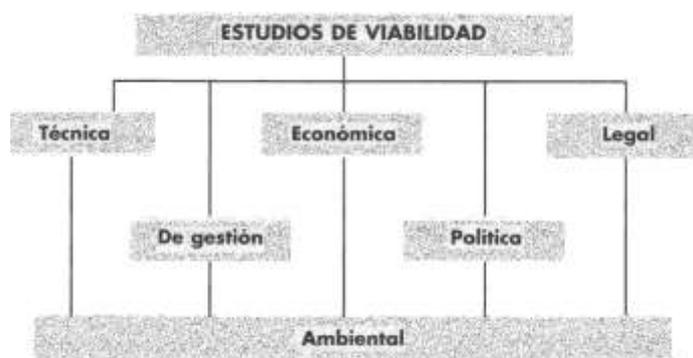 ESTUDIOS DE VIABILIDAD
Técnica
Económica
Legal
De gestión
Política
Ambiental